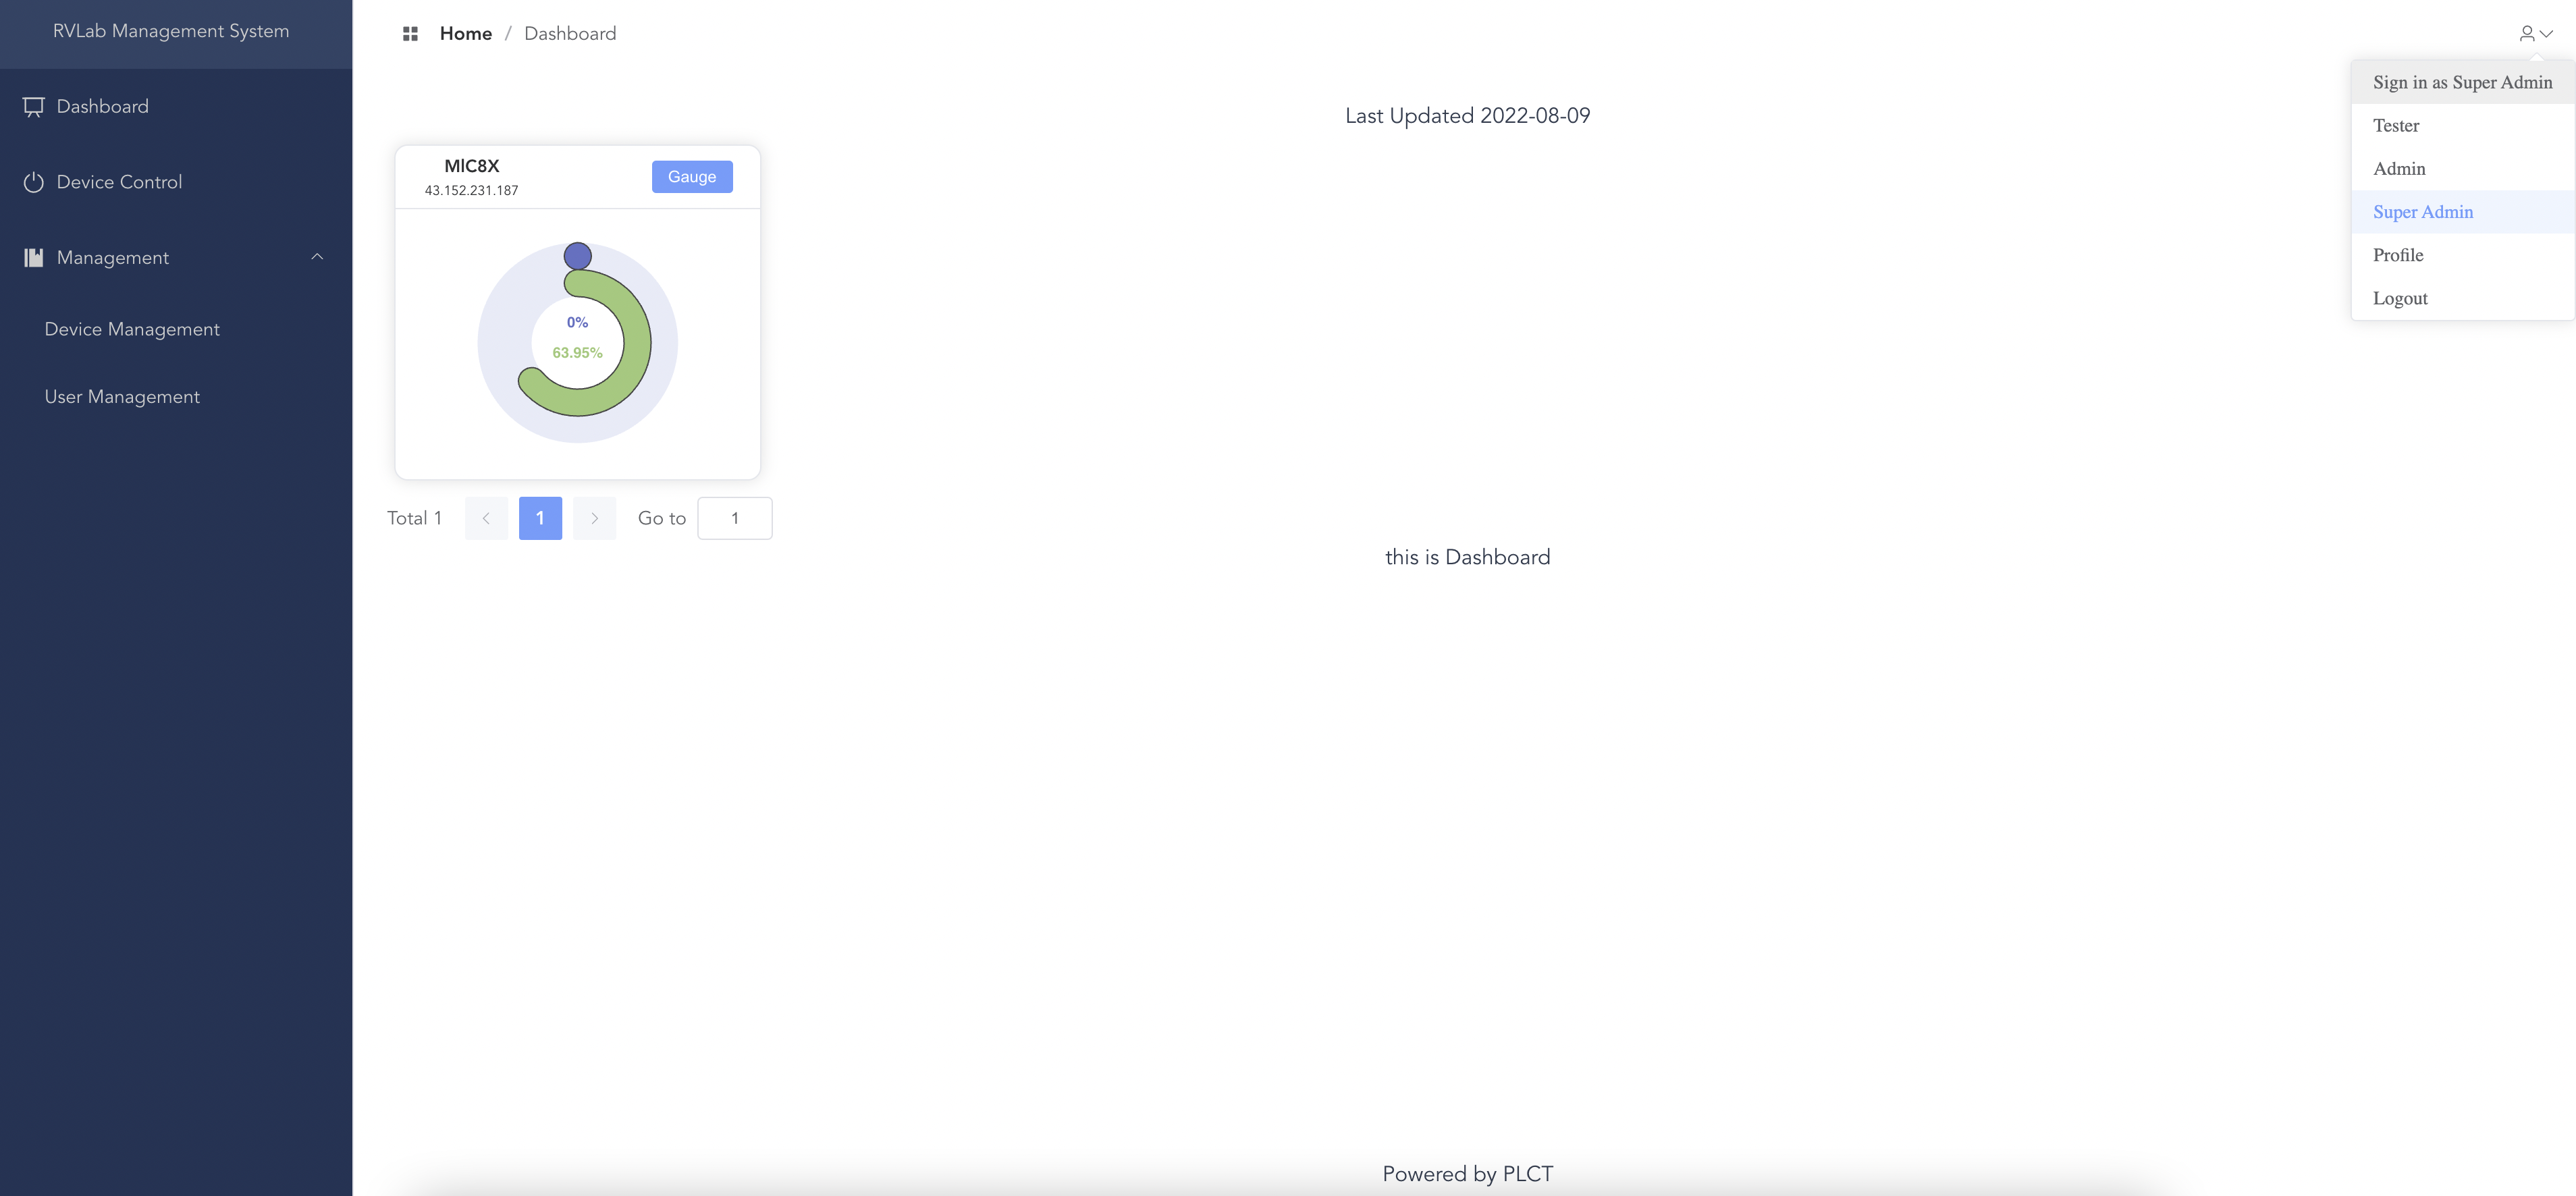 RVLab Management System
Dashboard
Device Control
Management
Device Management
User Management
Home / Dashboard
Sign in as Super Admin
Tester
Admin
Super Admin
Profile
Logout
Last Updated 2022-08-09
MlC8X
43.152.231.187
Gauge
0%
63.95%
Total 1
1
Go to
1
this is Dashboard
Powered by PLCT